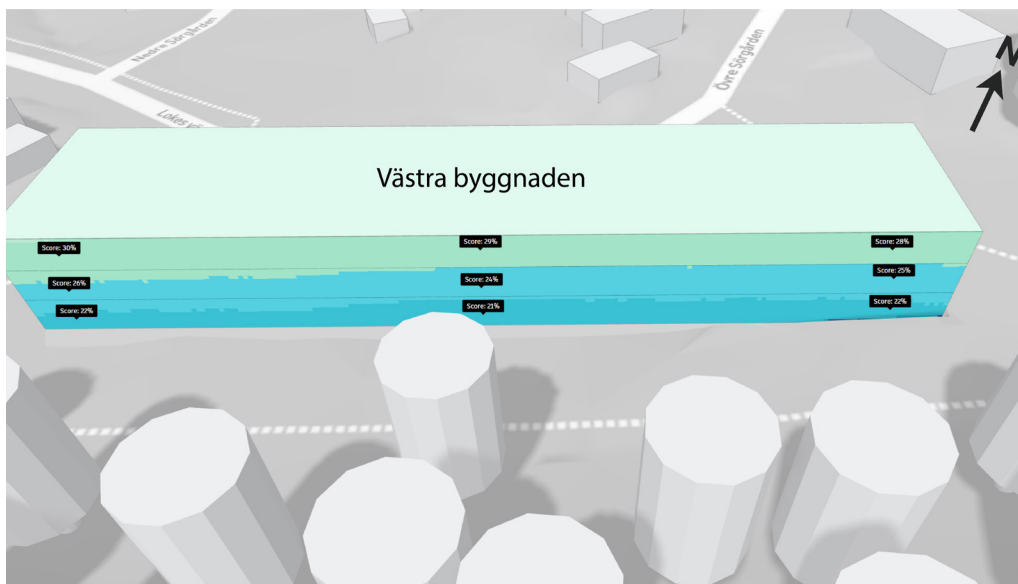 Nedre Sörgården
Övre Sörgården
N
Lokes
Västra byggnaden
Score: 30%
Score: 29%
Score: 28%
Score: 26%
Score: 24%
Score: 25%
Score: 22%
Score: 21%
Score: 22%